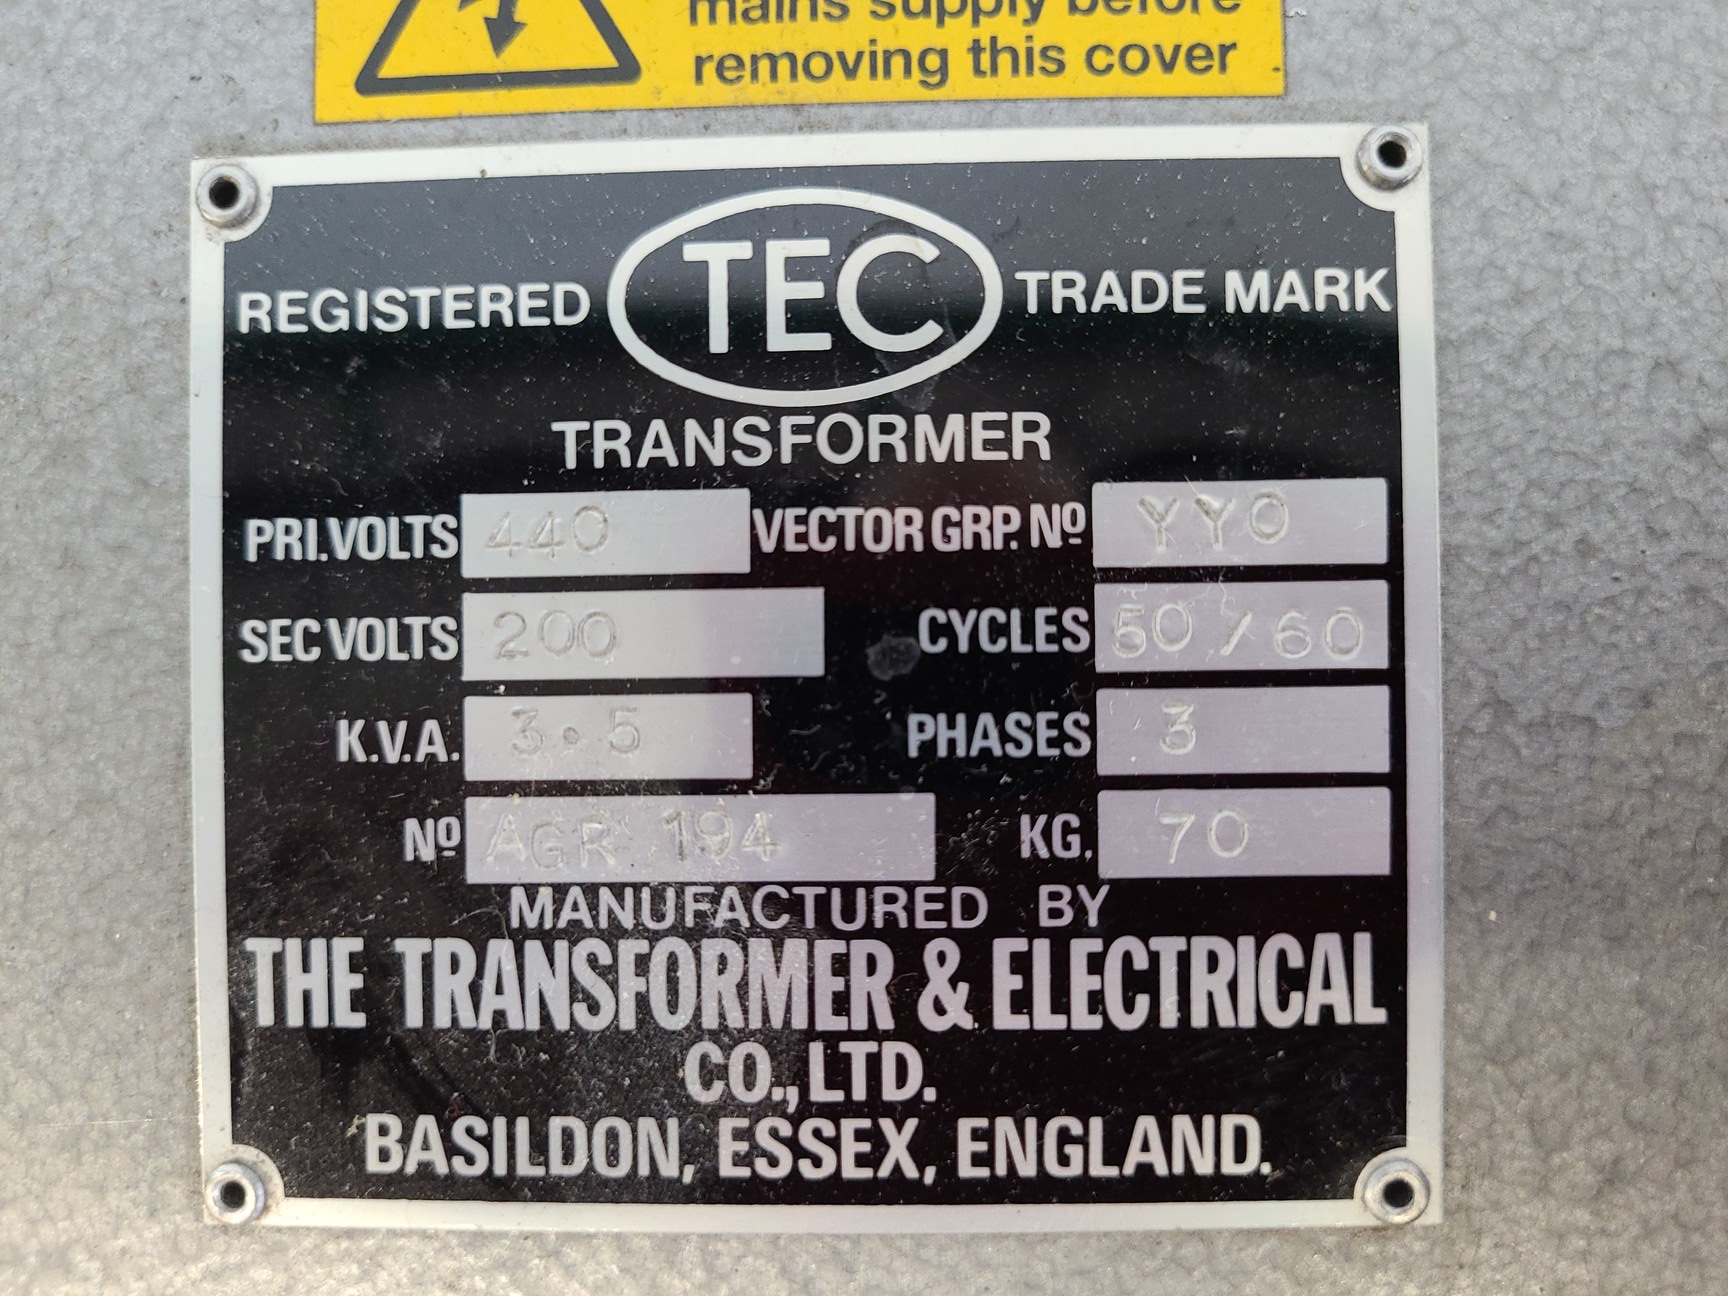 mains supply before
removing this cover
REGISTERED TEC TRADE MARK
TRANSFORMER
PRI.VOLTS 440 VECTOR GRP. Nº YYO
SEC VOLTS 200 CYCLES 50/60
K.V.A. 3.5 PHASES 3
Nº AGR 194 KG. 70
MANUFACTURED BY
THE TRANSFORMER & ELECTRICAL
CO., LTD.
BASILDON, ESSEX, ENGLAND.